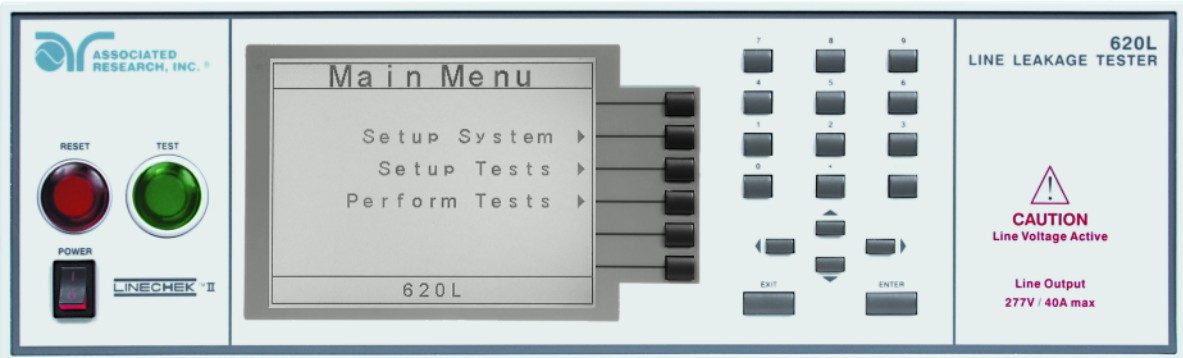 ASSOCIATED
RESEARCH, INC.®
RESET
TEST
POWER
I
O
LINECHEK™ II
Main Menu
Setup System
Setup Tests
Perform Tests
620L
7 8 9
4 5 6
1 2 3
0 •
EXIT
ENTER
620L
LINE LEAKAGE TESTER
!
CAUTION
Line Voltage Active
Line Output
277V / 40A max